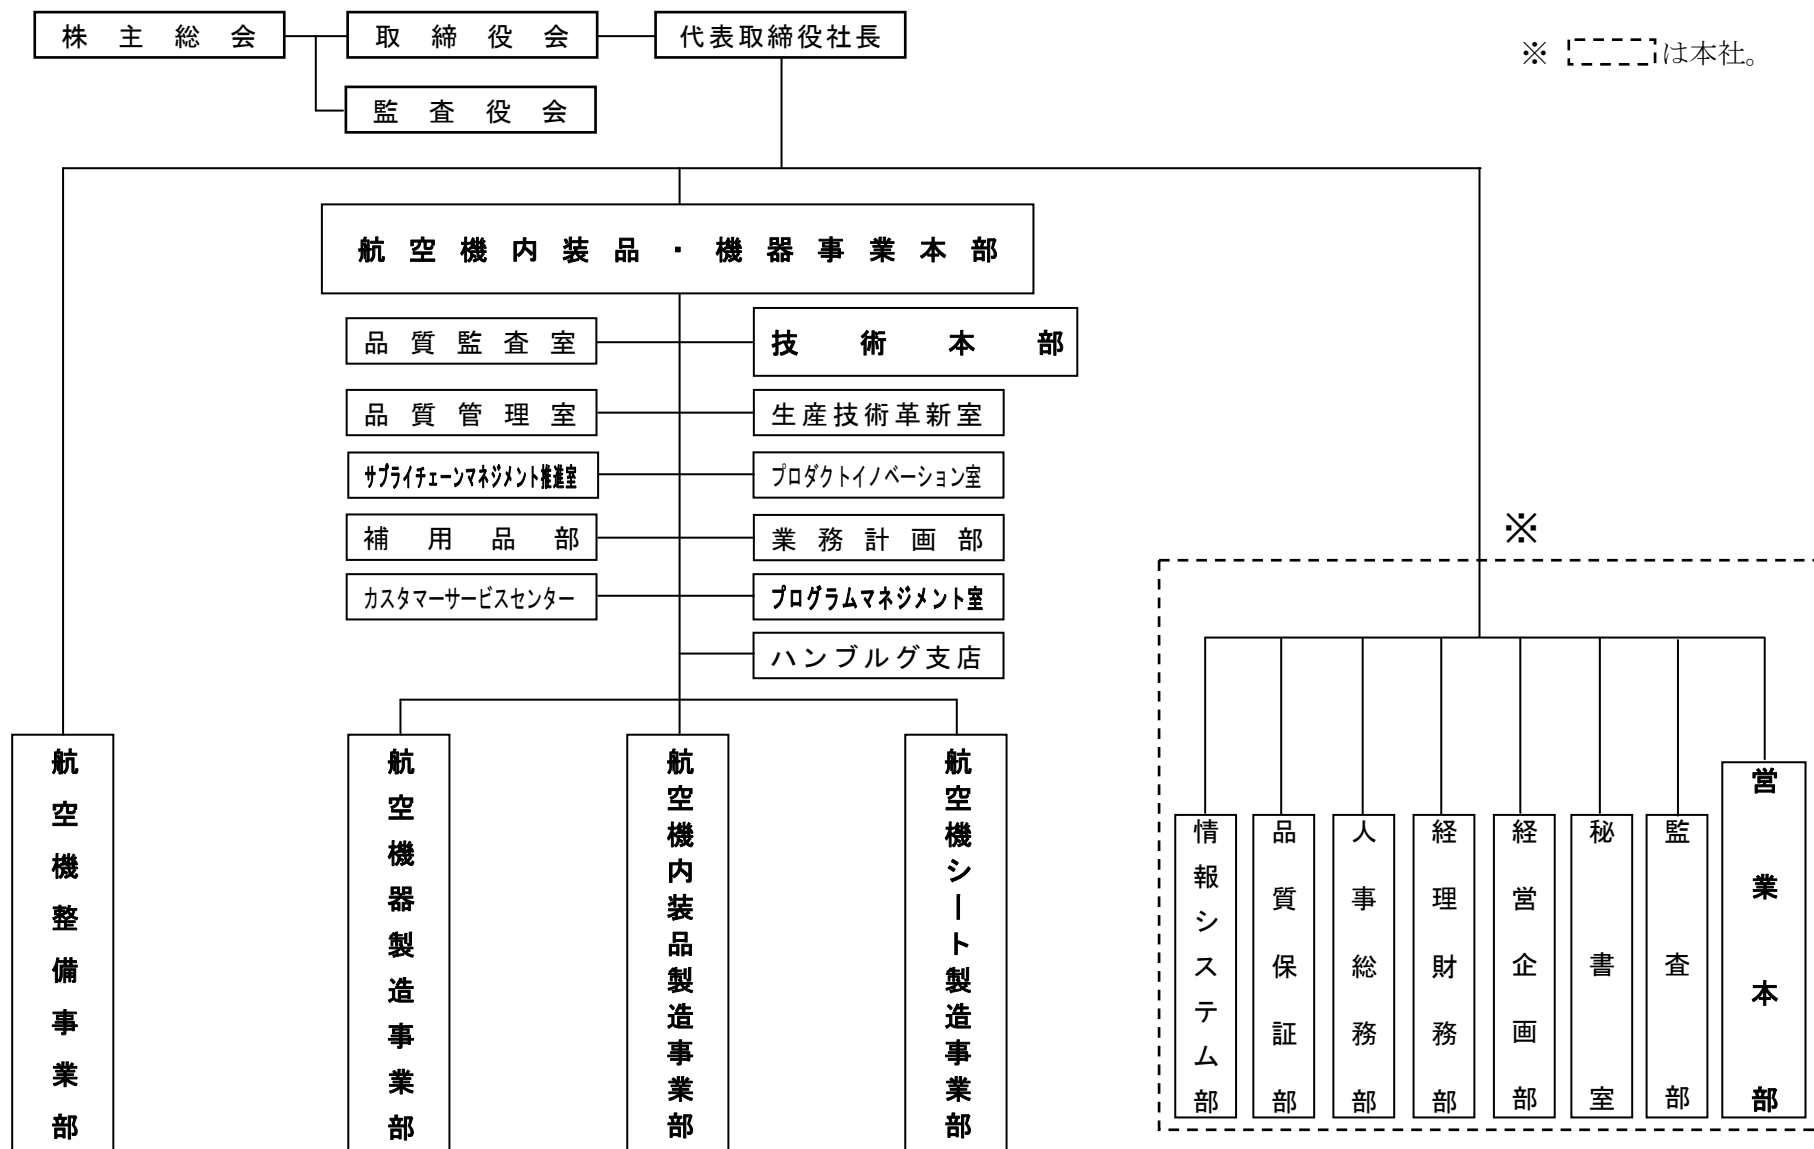 株主総会
取締役会
代表取締役社長
※
は本社。
監査役会
航空機内装品・機器事業本部
品質監査室
技術本部
品質管理室
生産技術革新室
サプライチェーンマネジメント推進室
プロダクトイノベーション室
補用品部
業務計画部
カスタマーサービスセンター
プログラムマネジメント室
ハンブルグ支店
※
航空機整備事業部
航空機器製造事業部
航空機内装品製造事業部
航空機シート製造事業部
情報システム部
品質保証部
人事総務部
経理財務部
経営企画部
秘書室
監査部
営業本部